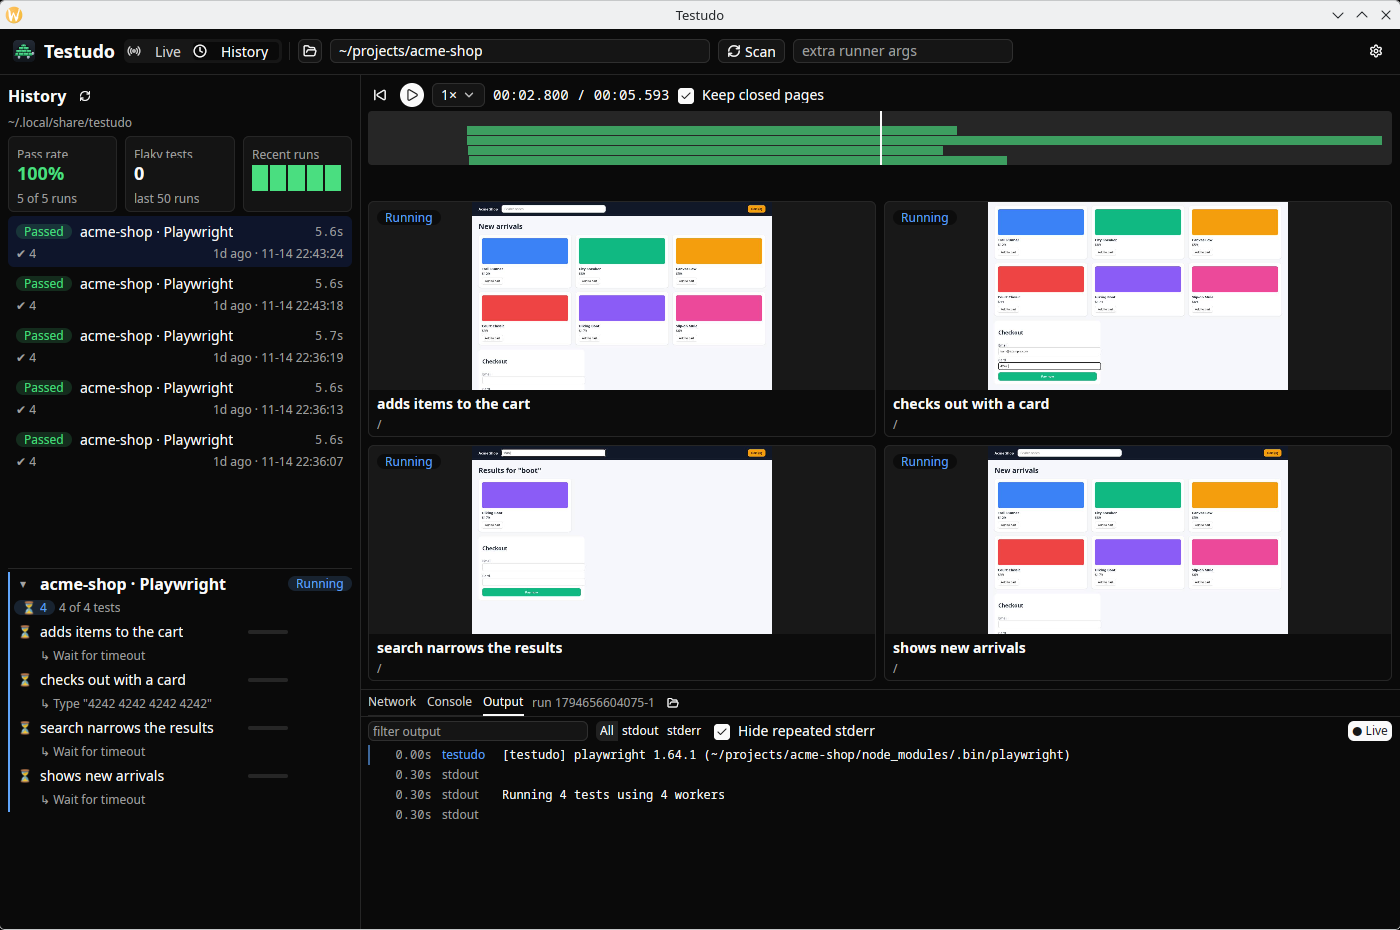 Testudo
Testudo Live History ~/projects/acme-shop Scan extra runner args
History
~/.local/share/testudo
Pass rate
100%
5 of 5 runs
Flaky tests
0
last 50 runs
Recent runs
Passed acme-shop · Playwright 5.6s
✔ 4 1d ago · 11-14 22:43:24
Passed acme-shop · Playwright 5.6s
✔ 4 1d ago · 11-14 22:43:18
Passed acme-shop · Playwright 5.7s
✔ 4 1d ago · 11-14 22:36:19
Passed acme-shop · Playwright 5.6s
✔ 4 1d ago · 11-14 22:36:13
Passed acme-shop · Playwright 5.6s
✔ 4 1d ago · 11-14 22:36:07
acme-shop · Playwright Running
4 4 of 4 tests
adds items to the cart
↳ Wait for timeout
checks out with a card
↳ Type "4242 4242 4242 4242"
search narrows the results
↳ Wait for timeout
shows new arrivals
↳ Wait for timeout
1× 00:02.800 / 00:05.593 Keep closed pages
Running
Acme Shop
New arrivals
Checkout
adds items to the cart
/
Running
Checkout
checks out with a card
/
Running
Acme Shop
Results for "boot"
Checkout
search narrows the results
/
Running
Acme Shop
New arrivals
Checkout
shows new arrivals
/
Network Console Output run 1794656604075-1
filter output All stdout stderr Hide repeated stderr Live
0.00s testudo [testudo] playwright 1.64.1 (~/projects/acme-shop/node_modules/.bin/playwright)
0.30s stdout
0.30s stdout Running 4 tests using 4 workers
0.30s stdout